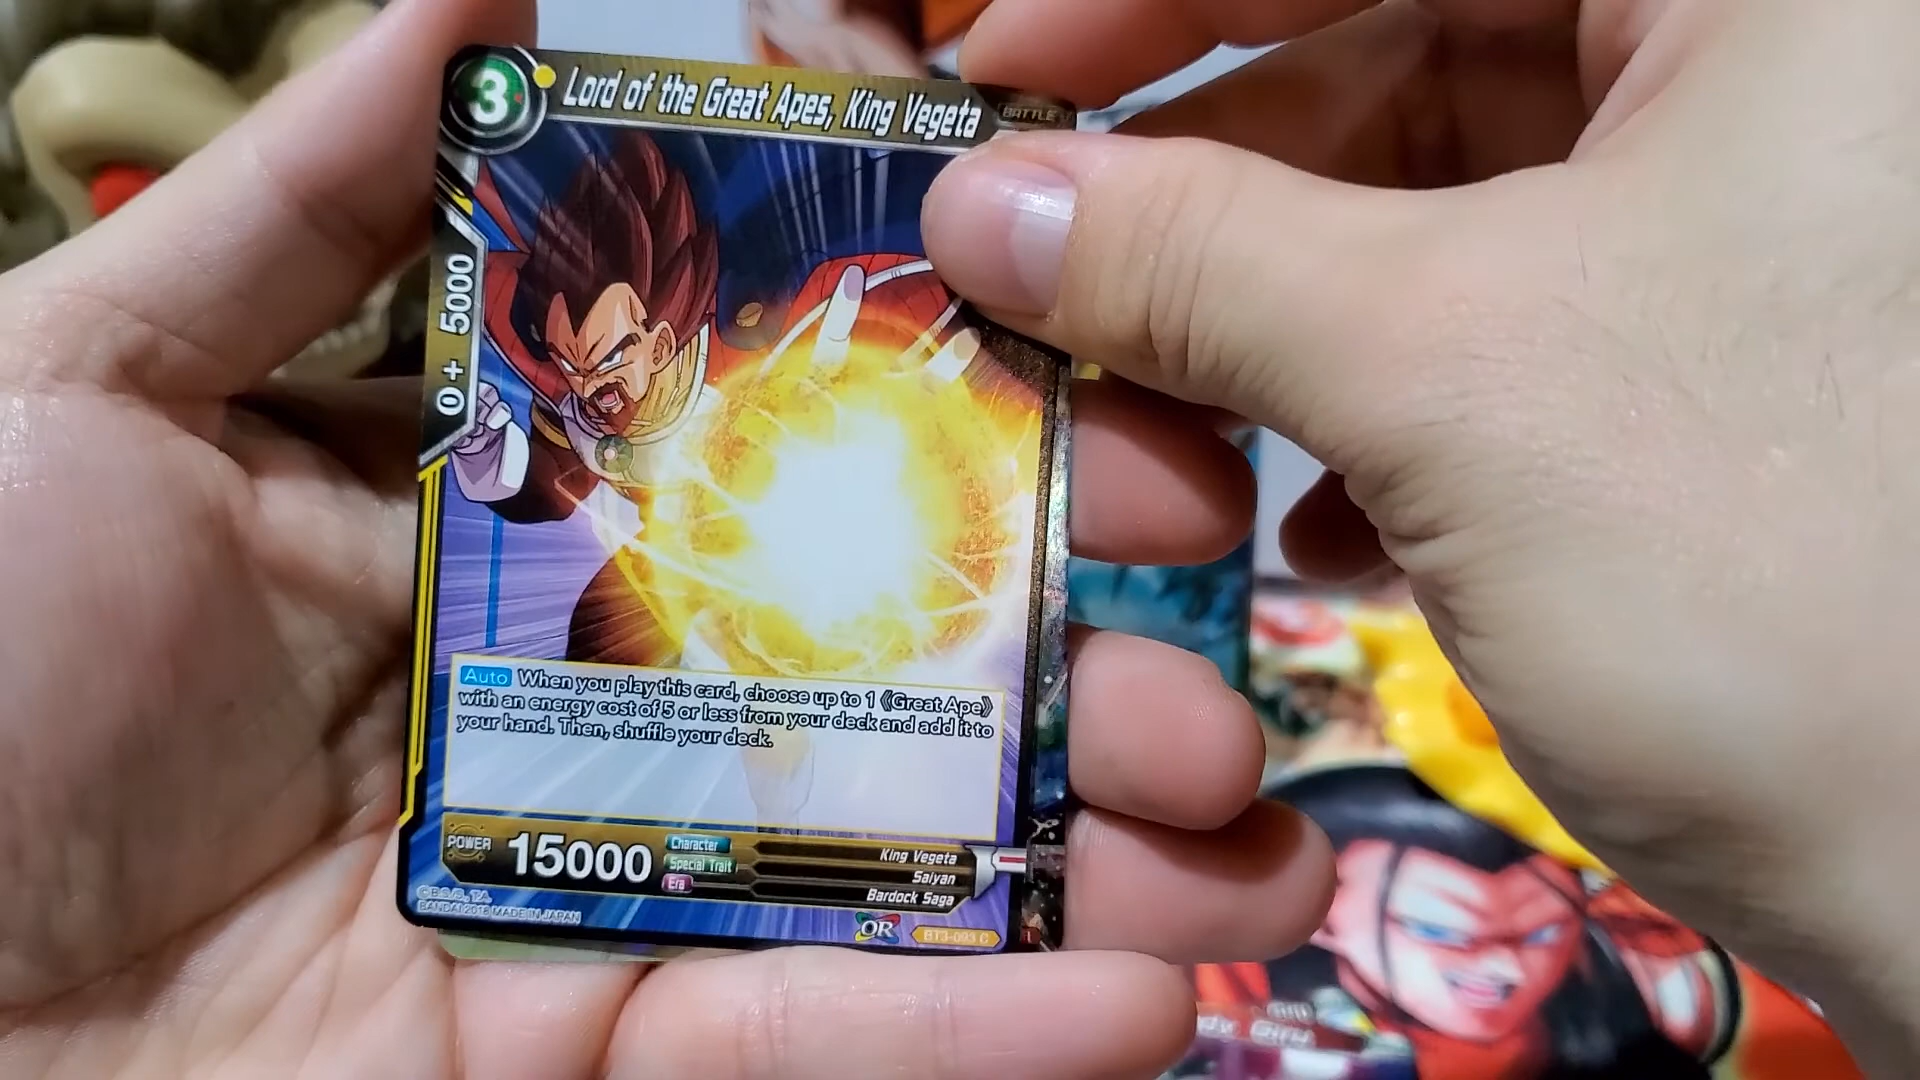 3
Lord of the Great Apes, King Vegeta
BATTLE
0 + 5000
Auto When you play this card, choose up to 1 《Great Ape》
with an energy cost of 5 or less from your deck and add it to
your hand. Then, shuffle your deck.
POWER
15000
Character
King Vegeta
Special Trait
Saiyan
Era
Bardock Saga
©B.S./S., T.A.
BANDAI 2018 MADE IN JAPAN
OR
BT3-093 C